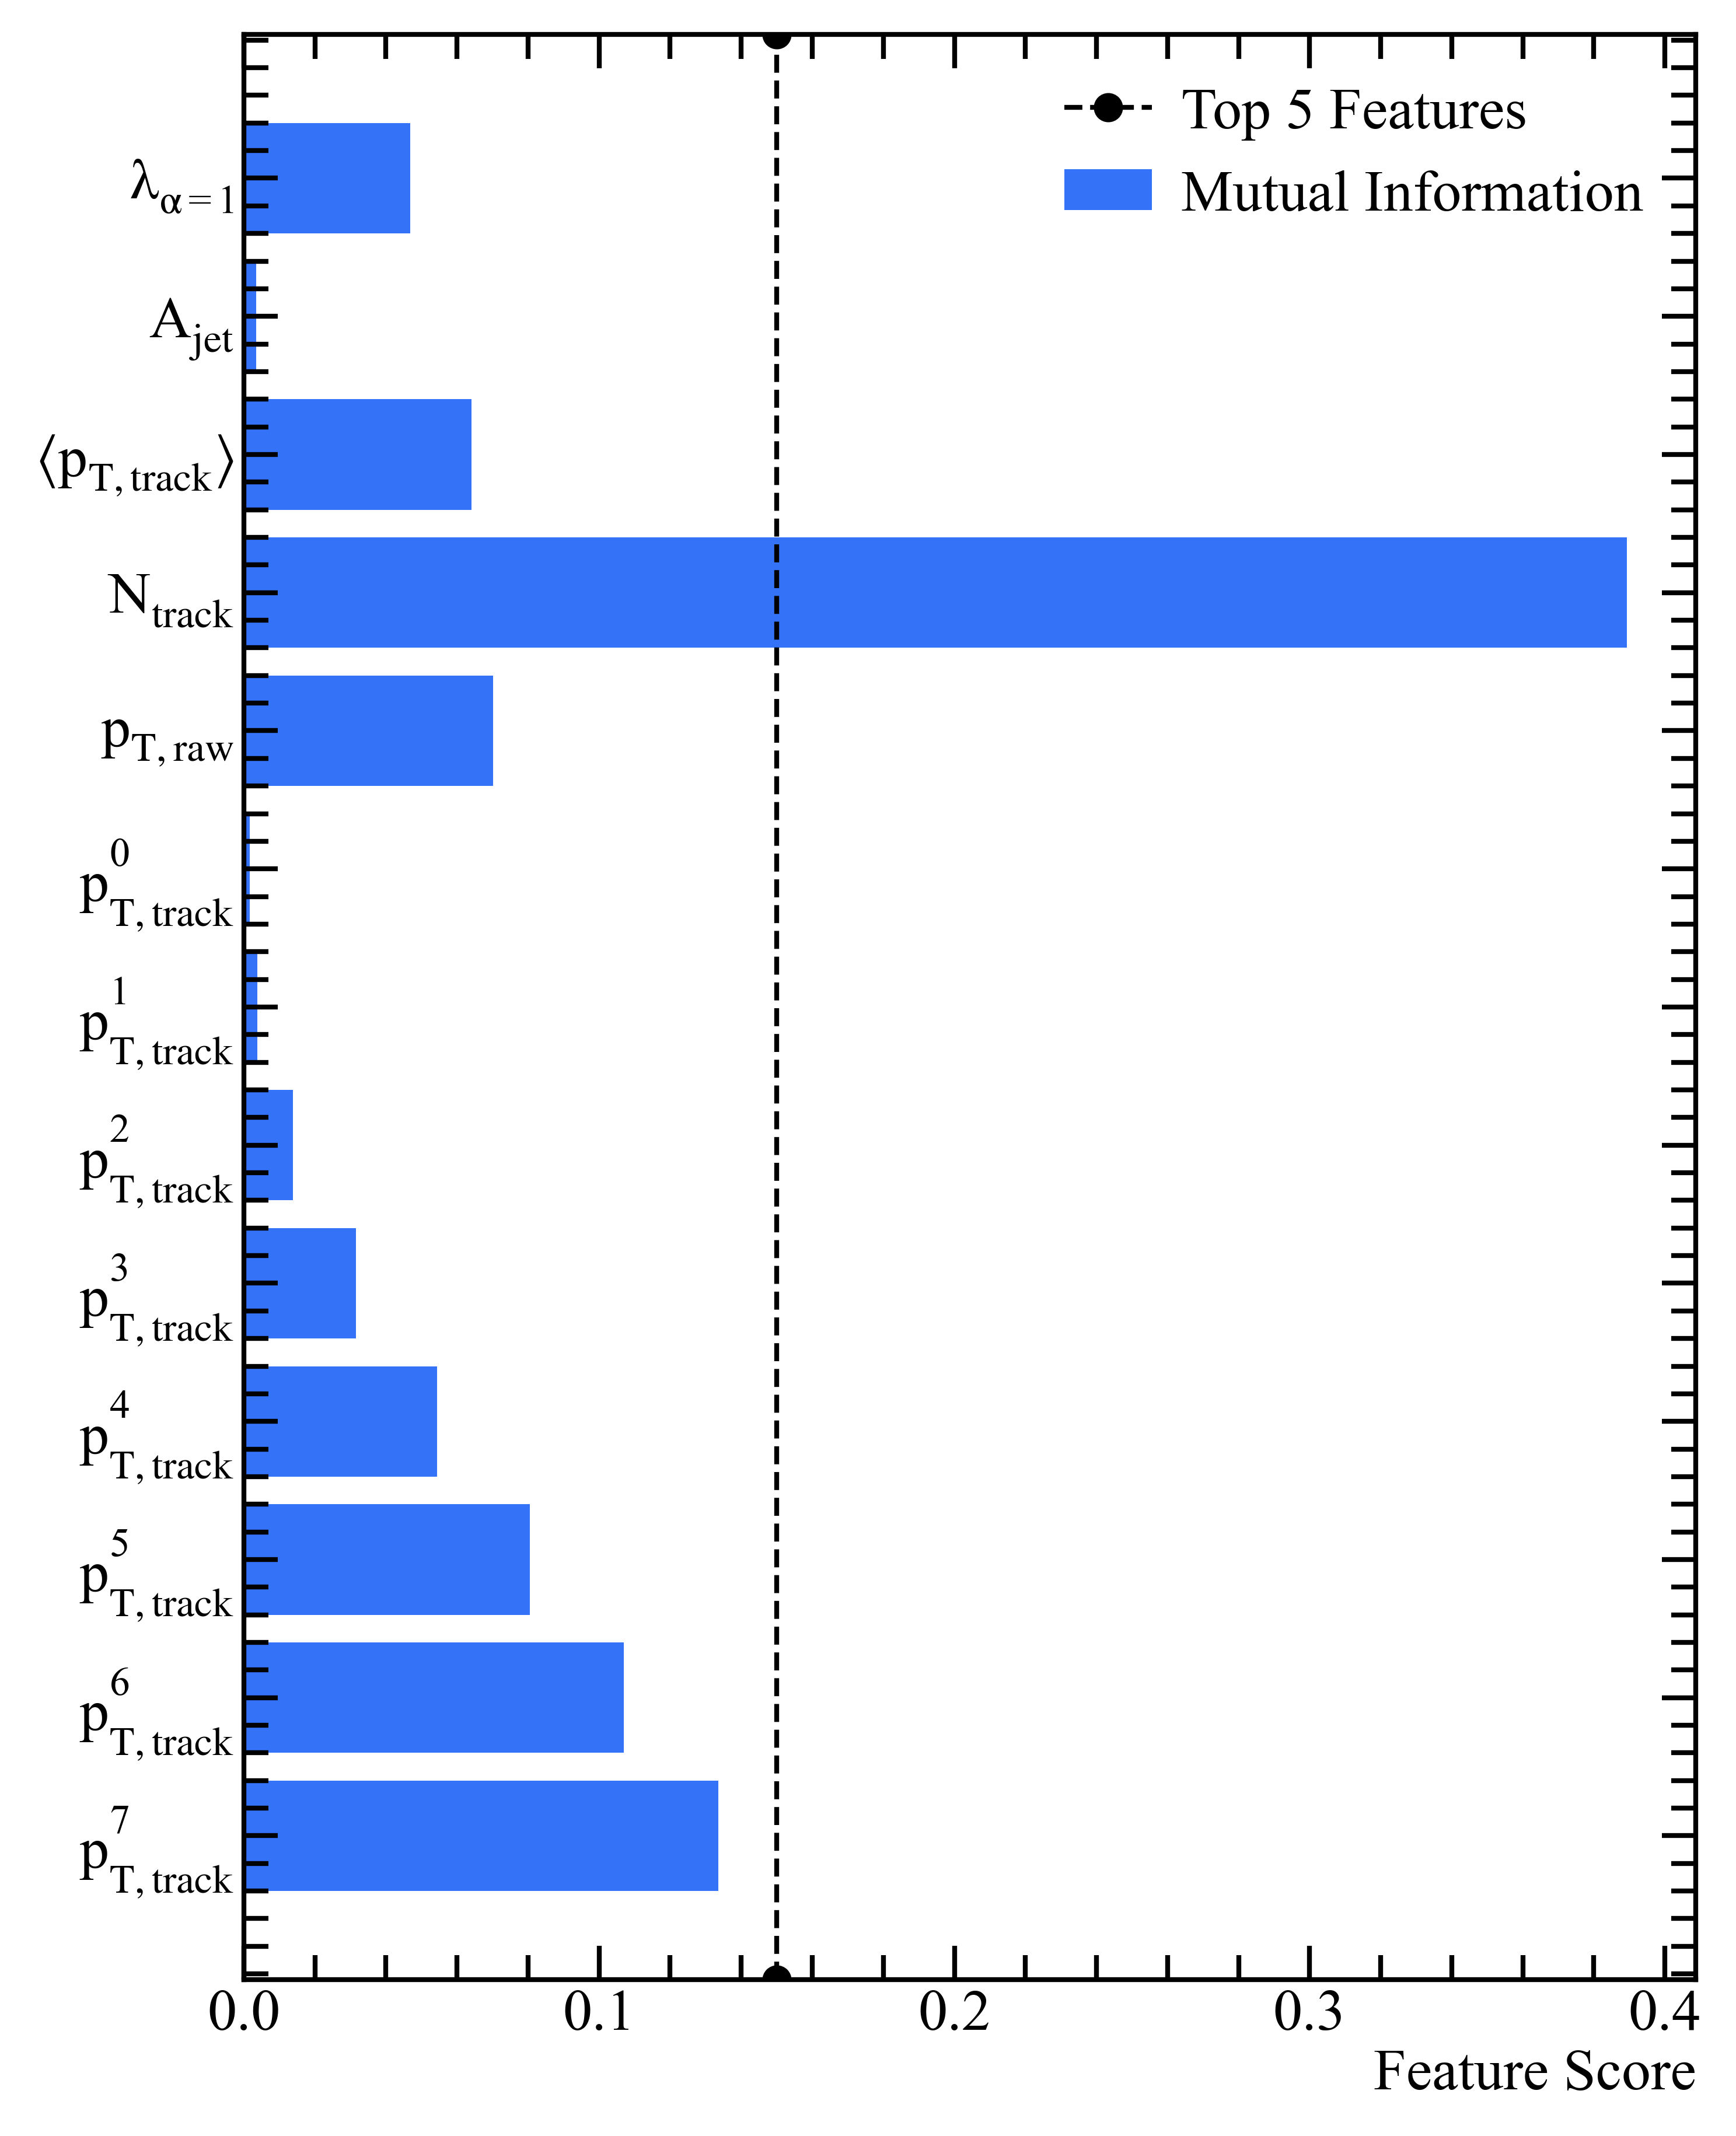 Top 5 Features
Mutual Information
λα = 1
Ajet
⟨pT, track⟩
Ntrack
pT, raw
p0T, track
p1T, track
p2T, track
p3T, track
p4T, track
p5T, track
p6T, track
p7T, track
0.0 0.1 0.2 0.3 0.4
Feature Score